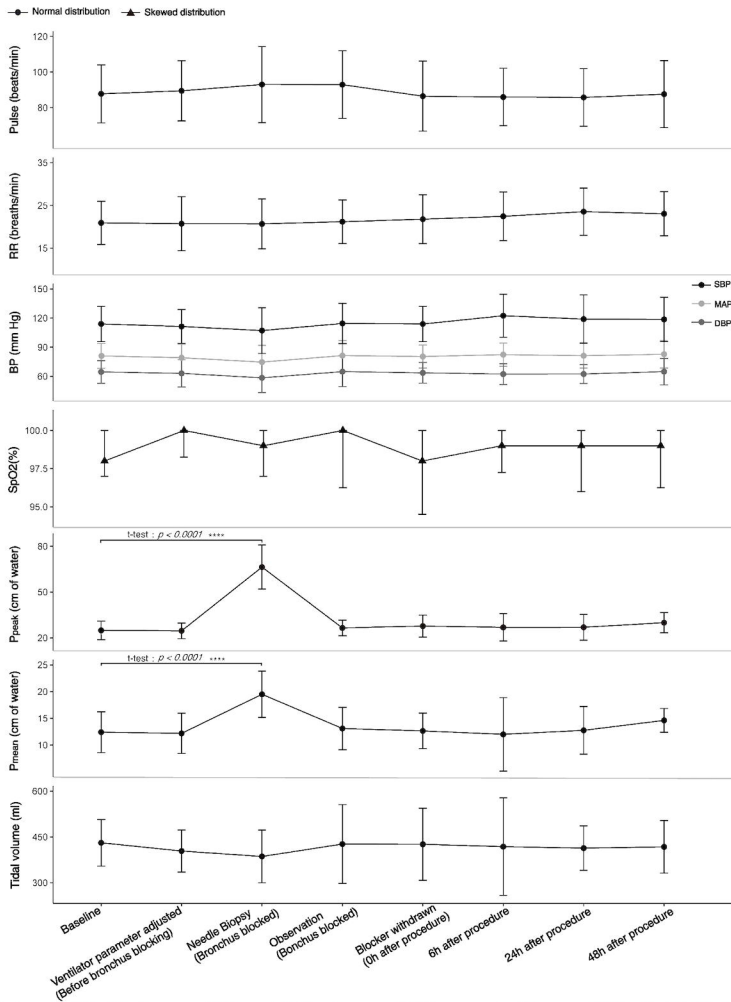 Normal distribution Skewed distribution
120
100
80
Pulse (beats/min)
35
25
15
RR (breaths/min)
150
120
90
60
BP (mm Hg)
SBP
MAP
DBP
100.0
97.5
95.0
SpO2(%)
t-test : p < 0.0001 ****
80
50
20
Ppeak (cm of water)
t-test : p < 0.0001 ****
25
20
15
10
Pmean (cm of water)
600
450
300
Tidal volume (ml)
Baseline
Ventilator parameter adjusted
(Before bronchus blocking)
Needle Biopsy
(Bronchus blocked)
Observation
(Bonchus blocked)
Blocker withdrawn
(0h after procedure)
6h after procedure
24h after procedure
48h after procedure